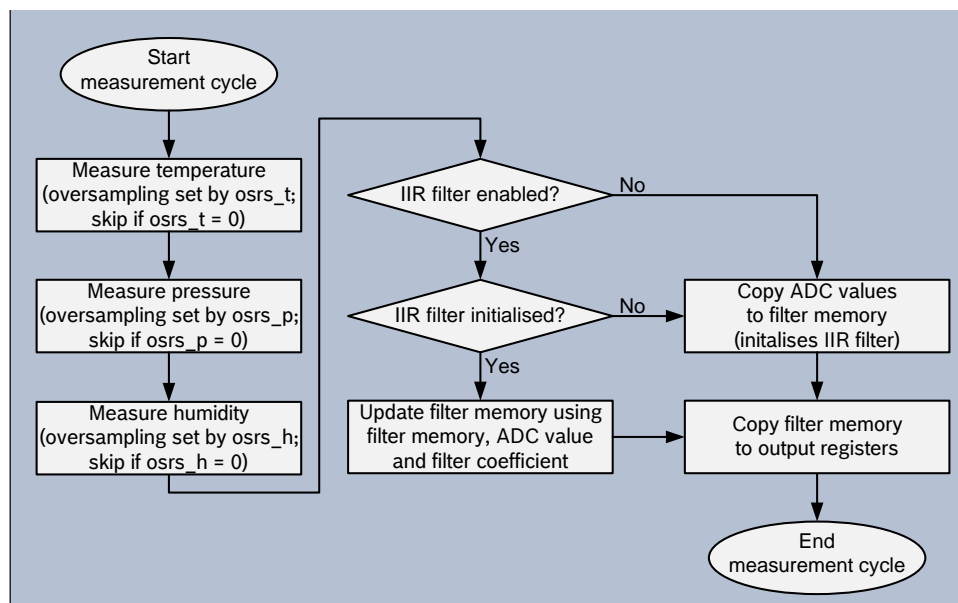 Start
measurement cycle
Measure temperature
(oversampling set by osrs_t;
skip if osrs_t = 0)
Measure pressure
(oversampling set by osrs_p;
skip if osrs_p = 0)
Measure humidity
(oversampling set by osrs_h;
skip if osrs_h = 0)
IIR filter enabled?
No
Yes
IIR filter initialised?
No
Yes
Update filter memory using
filter memory, ADC value
and filter coefficient
Copy ADC values
to filter memory
(initalises IIR filter)
Copy filter memory
to output registers
End
measurement cycle